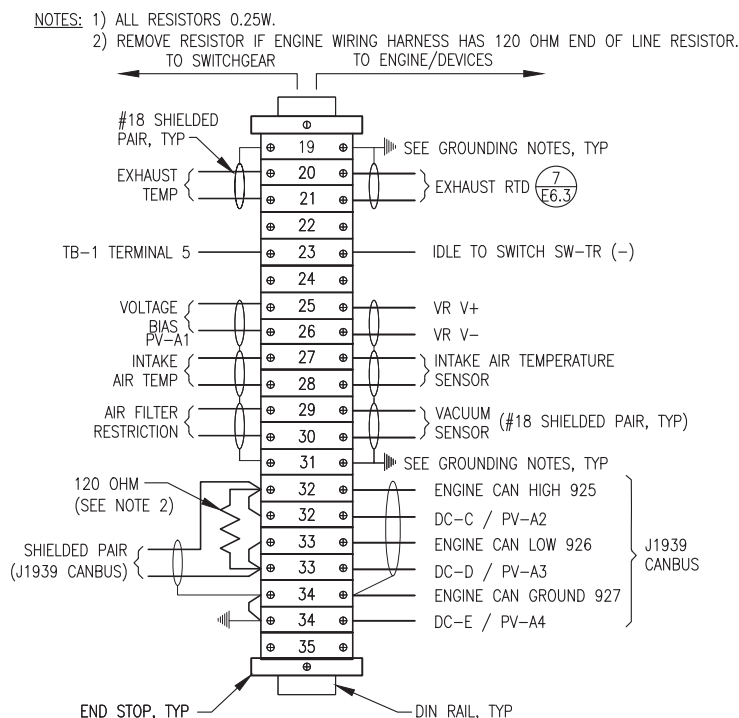 NOTES: 1) ALL RESISTORS 0.25W.
2) REMOVE RESISTOR IF ENGINE WIRING HARNESS HAS 120 OHM END OF LINE RESISTOR.
TO SWITCHGEAR
TO ENGINE/DEVICES
#18 SHIELDED
PAIR, TYP
19
SEE GROUNDING NOTES, TYP
EXHAUST
TEMP
20
21
EXHAUST RTD
7
E6.3
22
TB-1 TERMINAL 5
23
IDLE TO SWITCH SW-TR (-)
24
VOLTAGE
BIAS
PV-A1
25
VR V+
26
VR V-
INTAKE
AIR TEMP
27
28
INTAKE AIR TEMPERATURE
SENSOR
AIR FILTER
RESTRICTION
29
30
VACUUM
SENSOR
(#18 SHIELDED PAIR, TYP)
31
SEE GROUNDING NOTES, TYP
120 OHM
(SEE NOTE 2)
32
ENGINE CAN HIGH 925
32
DC-C / PV-A2
33
ENGINE CAN LOW 926
SHIELDED PAIR
(J1939 CANBUS)
33
DC-D / PV-A3
J1939
CANBUS
34
ENGINE CAN GROUND 927
34
DC-E / PV-A4
35
END STOP, TYP
DIN RAIL, TYP